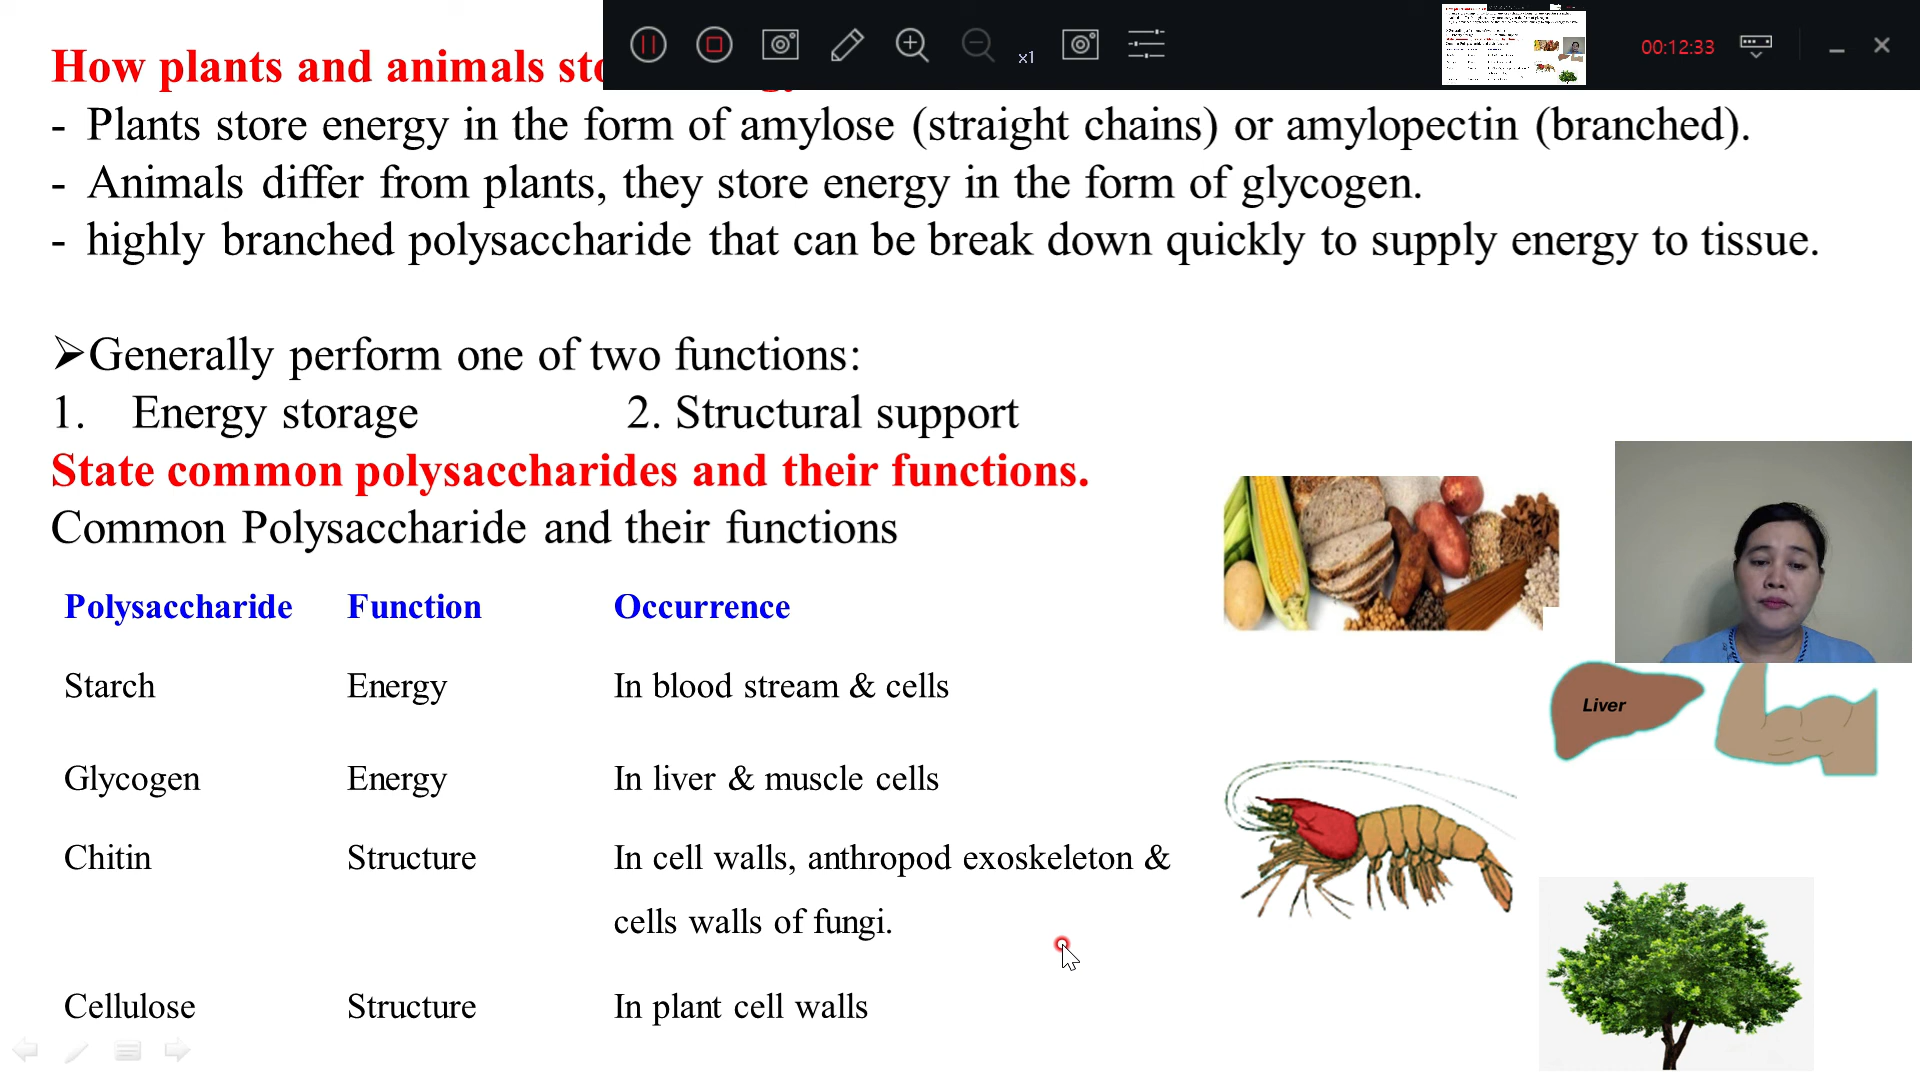 How plants and animals sto
x1
00:12:33
- Plants store energy in the form of amylose (straight chains) or amylopectin (branched).
- Animals differ from plants, they store energy in the form of glycogen.
- highly branched polysaccharide that can be break down quickly to supply energy to tissue.
➢Generally perform one of two functions:
1. Energy storage 2. Structural support
State common polysaccharides and their functions.
Common Polysaccharide and their functions
Polysaccharide Function Occurrence
Starch Energy In blood stream & cells
Liver
Glycogen Energy In liver & muscle cells
Chitin Structure In cell walls, anthropod exoskeleton &
cells walls of fungi.
Cellulose Structure In plant cell walls